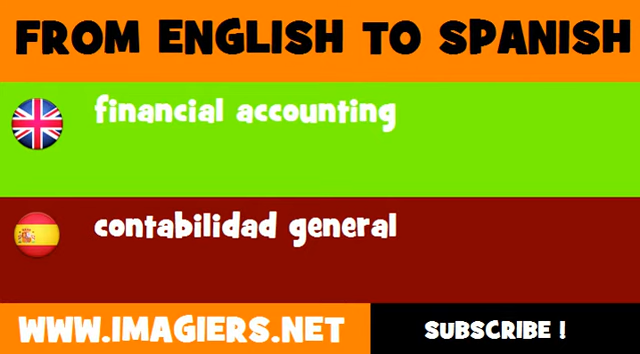 FROM ENGLISH TO SPANISH
financial accounting
contabilidad general
WWW.IMAGIERS.NET
SUBSCRIBE !